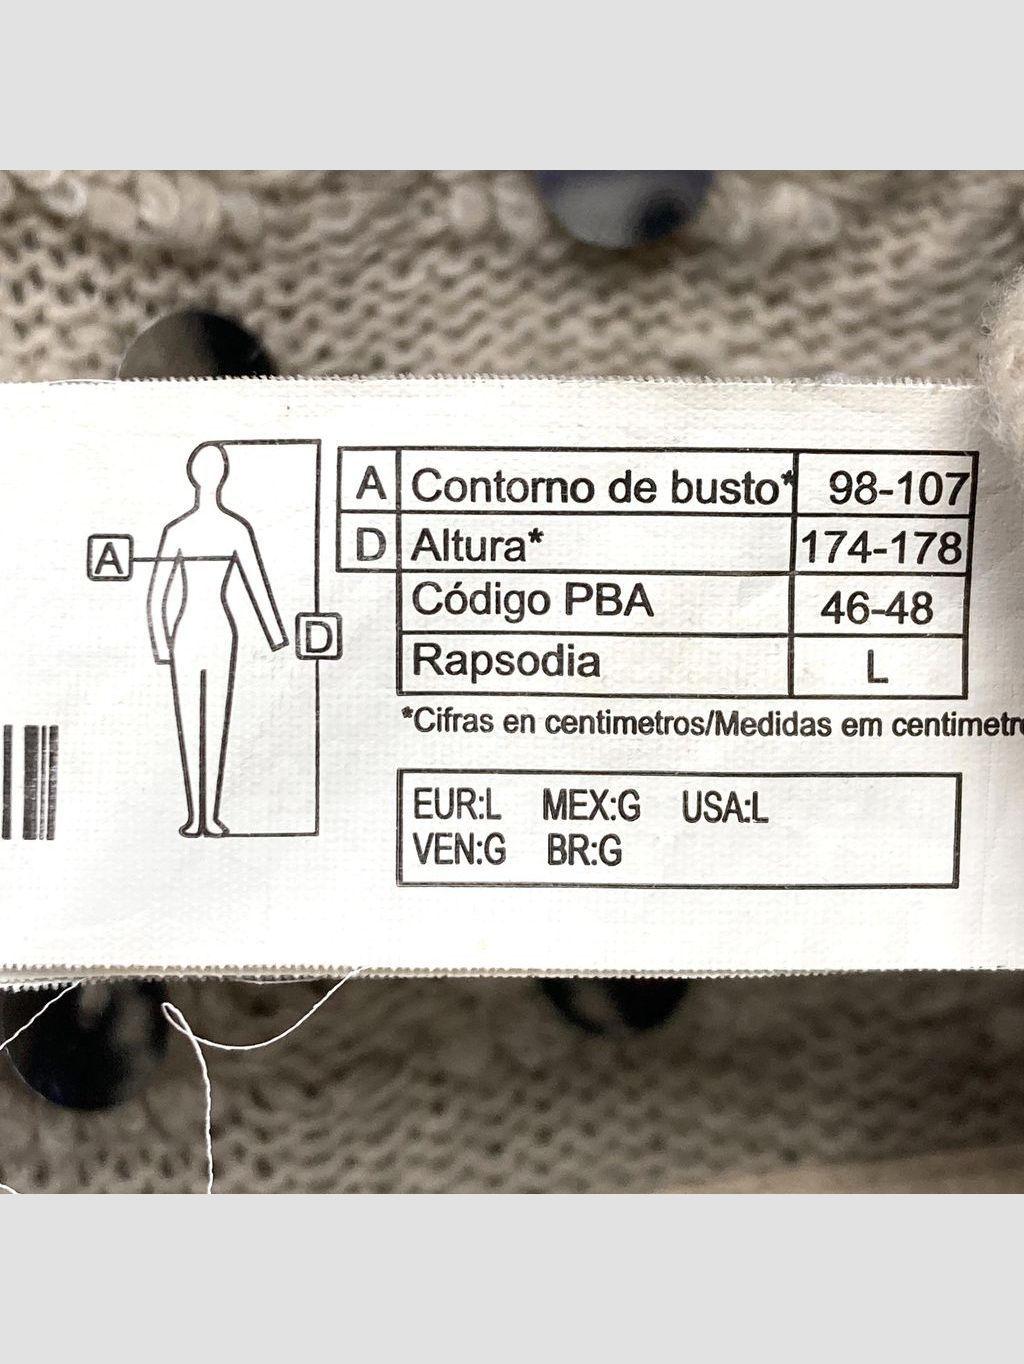 A Contorno de busto* 98-107
D Altura* 174-178
Código PBA 46-48
Rapsodia L
*Cifras en centimetros/Medidas em centimetro
EUR:L MEX:G USA:L
VEN:G BR:G
A
D